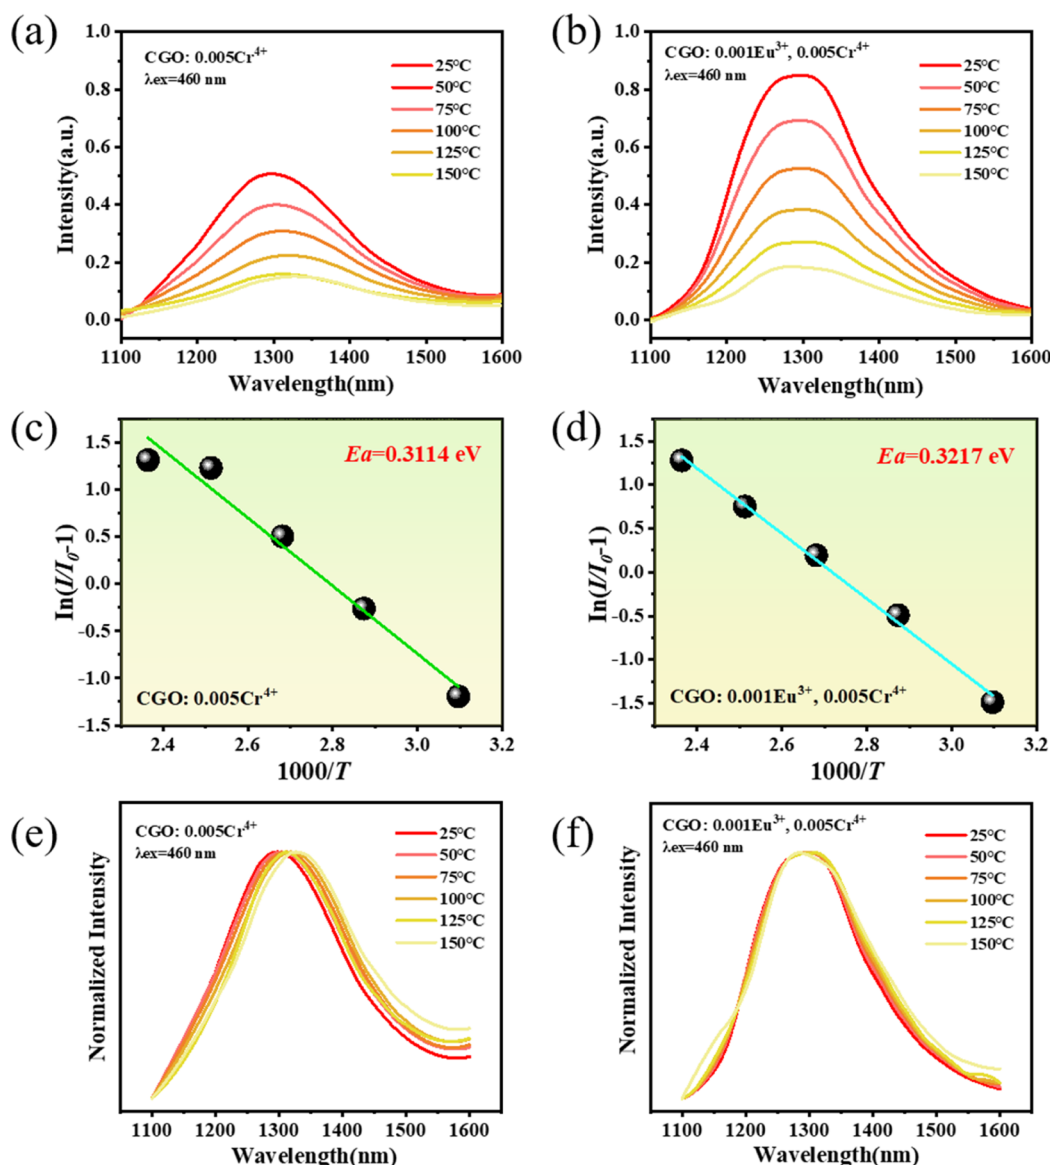 (a)
CGO: 0.005Cr⁴⁺
λex=460 nm
25°C
50°C
75°C
100°C
125°C
150°C
Intensity(a.u.)
1.0
0.8
0.6
0.4
0.2
0.0
1100 1200 1300 1400 1500 1600
Wavelength(nm)
(b)
CGO: 0.001Eu³⁺, 0.005Cr⁴⁺
λex=460 nm
25°C
50°C
75°C
100°C
125°C
150°C
Intensity(a.u.)
1.0
0.8
0.6
0.4
0.2
0.0
1100 1200 1300 1400 1500 1600
Wavelength(nm)
(c)
Ea=0.3114 eV
In(I/I₀-1)
1.5
1.0
0.5
0.0
-0.5
-1.0
-1.5
CGO: 0.005Cr⁴⁺
2.4 2.6 2.8 3.0 3.2
1000/T
(d)
Ea=0.3217 eV
In(I/I₀-1)
1.5
1.0
0.5
0.0
-0.5
-1.0
-1.5
CGO: 0.001Eu³⁺, 0.005Cr⁴⁺
2.4 2.6 2.8 3.0 3.2
1000/T
(e)
CGO: 0.005Cr⁴⁺
λex=460 nm
25°C
50°C
75°C
100°C
125°C
150°C
Normalized Intensity
1100 1200 1300 1400 1500 1600
Wavelength(nm)
(f)
CGO: 0.001Eu³⁺, 0.005Cr⁴⁺
λex=460 nm
25°C
50°C
75°C
100°C
125°C
150°C
Normalized Intensity
1100 1200 1300 1400 1500 1600
Wavelength(nm)